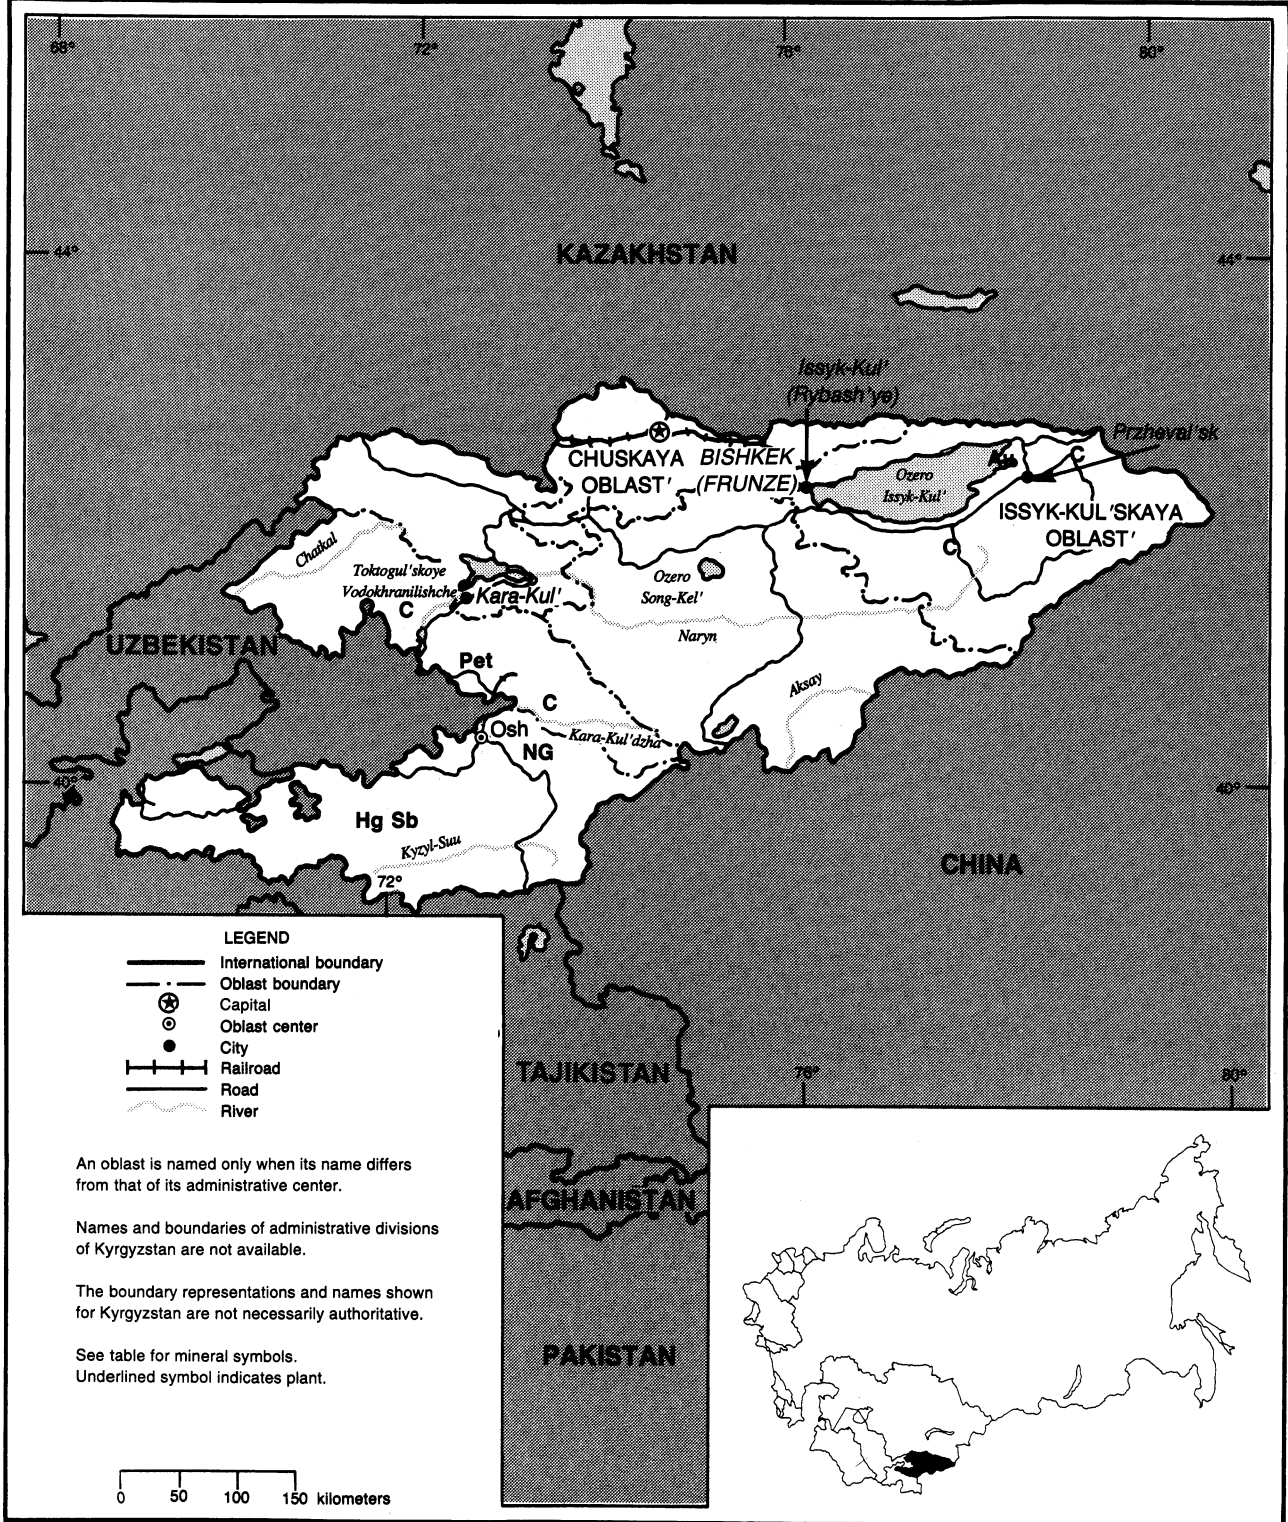 68°
72°
76°
80°
44°
KAZAKHSTAN
44°
Issyk-Kul'
(Rybash'ye)
Przheval'sk
CHUSKAYA
OBLAST'
BISHKEK
(FRUNZE)
Au
C
Ozero
Issyk-Kul'
ISSYK-KUL'SKAYA
OBLAST'
Chatkal
C
Toktogul'skoye
Vodokhranilishche
Kara-Kul'
C
Ozero
Song-Kel'
Naryn
UZBEKISTAN
Pet
Aksay
C
Osh
Kara-Kul'dzha
NG
40°
40°
Hg Sb
Kyzyl-Suu
72°
CHINA
LEGEND
International boundary
Oblast boundary
Capital
Oblast center
City
Railroad
Road
River
TAJIKISTAN
76°
80°
An oblast is named only when its name differs
from that of its administrative center.
AFGHANISTAN
Names and boundaries of administrative divisions
of Kyrgyzstan are not available.
The boundary representations and names shown
for Kyrgyzstan are not necessarily authoritative.
PAKISTAN
See table for mineral symbols.
Underlined symbol indicates plant.
0 50 100 150 kilometers